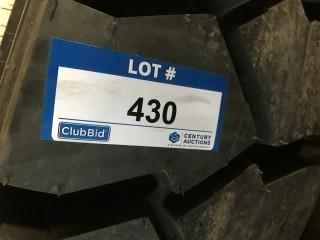 LOT #
430
ClubBid
CENTURY
AUCTIONS